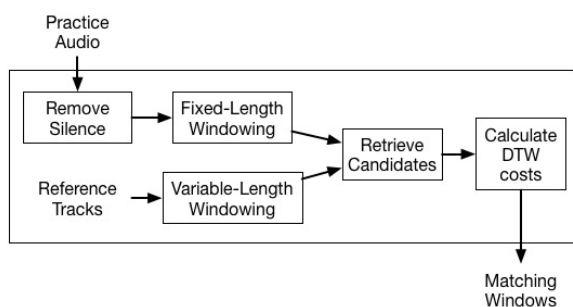 Practice
Audio
Remove
Silence
Fixed-Length
Windowing
Reference
Tracks
Variable-Length
Windowing
Retrieve
Candidates
Calculate
DTW
costs
Matching
Windows